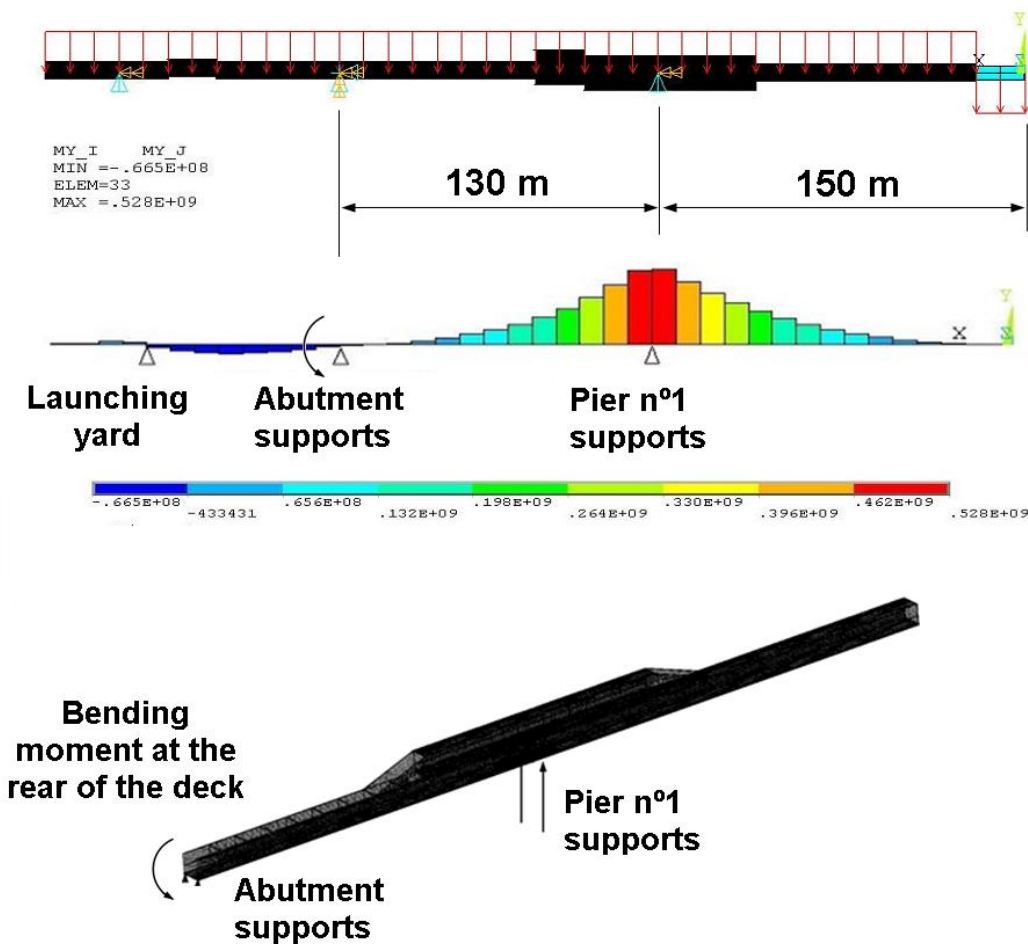 Y
X
Z
MY_I MY_J
MIN =-.665E+08
ELEM=33
MAX =.528E+09
130 m
150 m
Y
X
Launching
yard
Abutment
supports
Pier nº1
supports
-.665E+08
-433431
.656E+08
.132E+09
.198E+09
.264E+09
.330E+09
.396E+09
.462E+09
.528E+09
Bending
moment at the
rear of the deck
Pier nº1
supports
Abutment
supports